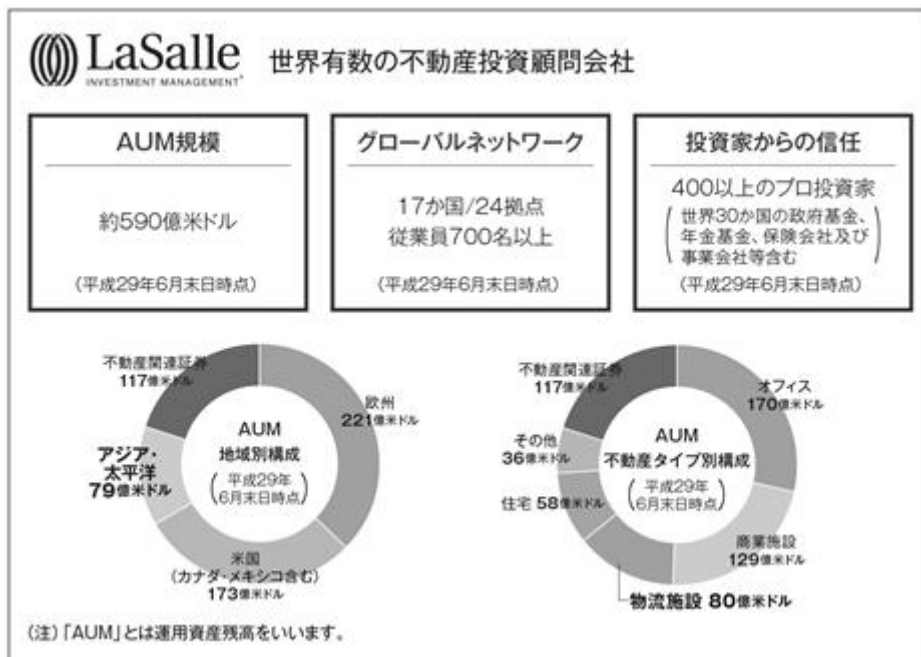 LaSalle
INVESTMENT MANAGEMENT®
世界有数の不動産投資顧問会社
AUM規模
約590億米ドル
(平成29年6月末日時点)
グローバルネットワーク
17か国/24拠点
従業員700名以上
(平成29年6月末日時点)
投資家からの信任
400以上のプロ投資家
(世界30か国の政府基金、
年金基金、保険会社及び
事業会社等含む)
(平成29年6月末日時点)
不動産関連証券
117億米ドル
欧州
221億米ドル
アジア・
太平洋
79億米ドル
米国
(カナダ・メキシコ含む)
173億米ドル
AUM
地域別構成
(平成29年
6月末日時点)
不動産関連証券
117億米ドル
オフィス
170億米ドル
その他
36億米ドル
住宅 58億米ドル
商業施設
129億米ドル
物流施設 80億米ドル
AUM
不動産タイプ別構成
(平成29年
6月末日時点)
(注)「AUM」とは運用資産残高をいいます。